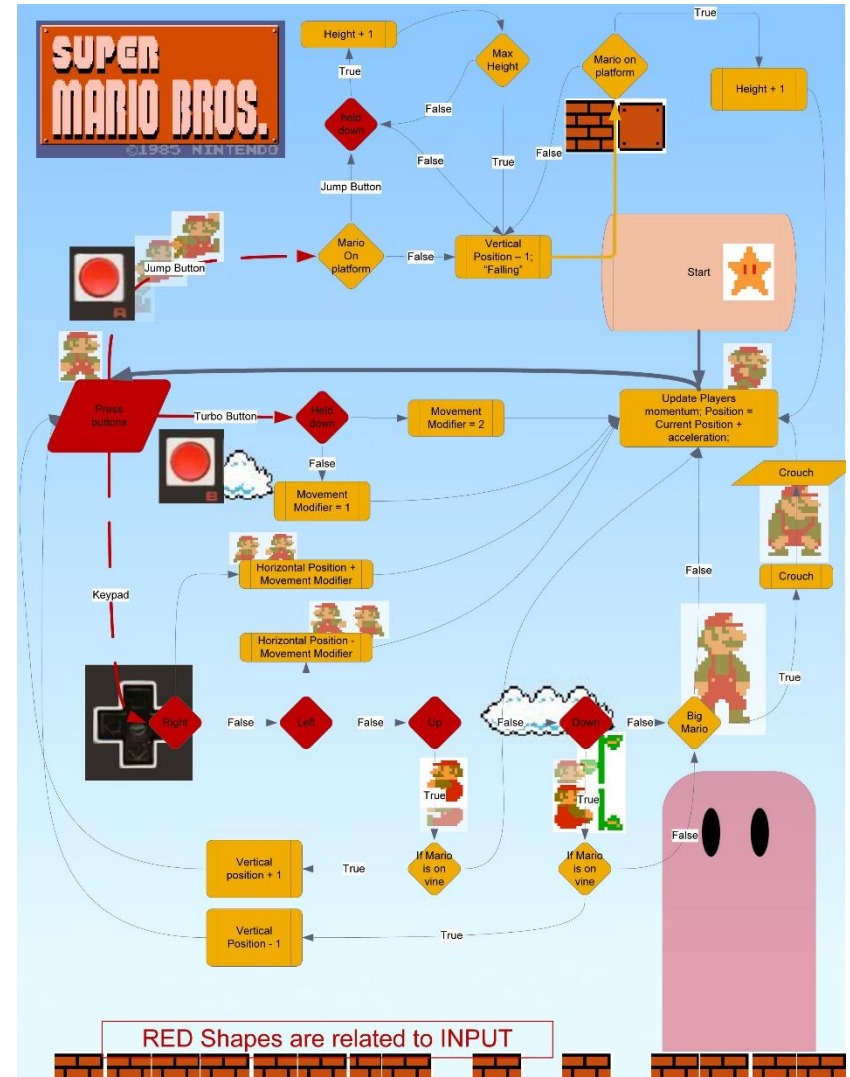 SUPER
MARIO BROS.
©1985 NINTENDO
Height + 1
Max
Height
Mario on
platform
True
Height + 1
True
held
down
False
False
True
False
Jump Button
Mario
On
platform
False
Vertical
Position – 1;
"Falling"
Start
Jump Button
A
Press
buttons
Turbo Button
Held
down
Movement
Modifier = 2
Update Players
momentum; Position =
Current Position +
acceleration;
False
B
Movement
Modifier = 1
Crouch
Horizontal Position +
Movement Modifier
Crouch
False
Keypad
Horizontal Position -
Movement Modifier
True
Right
False
Left
False
Up
False
Down
False
Big
Mario
True
True
False
Vertical
position + 1
True
If Mario
is on
vine
If Mario
is on
vine
Vertical
Position - 1
True
RED Shapes are related to INPUT